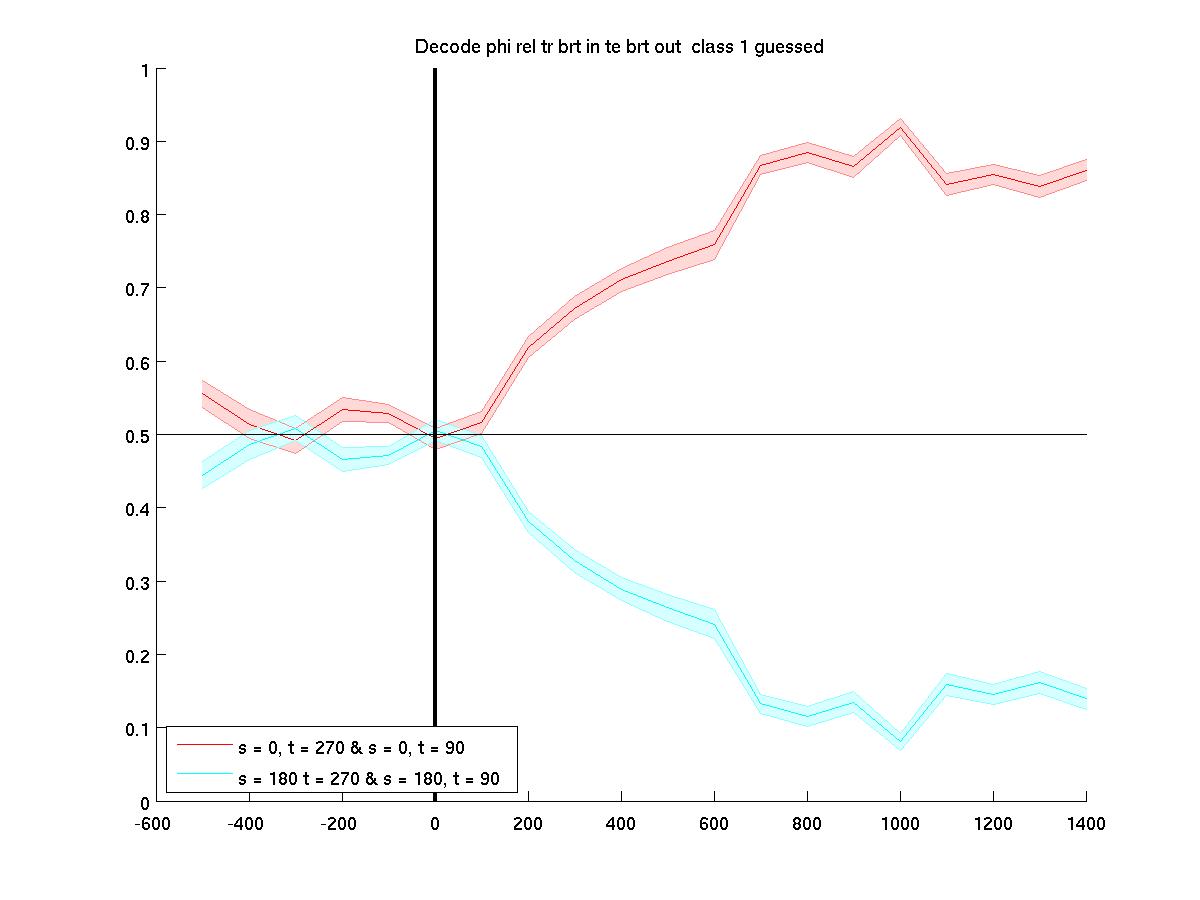 Decode phi rel tr brt in te brt out  class 1 guessed
1
0.9
0.8
0.7
0.6
0.5
0.4
0.3
0.2
0.1
0
s = 0, t = 270 & s = 0, t = 90
s = 180 t = 270 & s = 180, t = 90
-600 -400 -200 0 200 400 600 800 1000 1200 1400